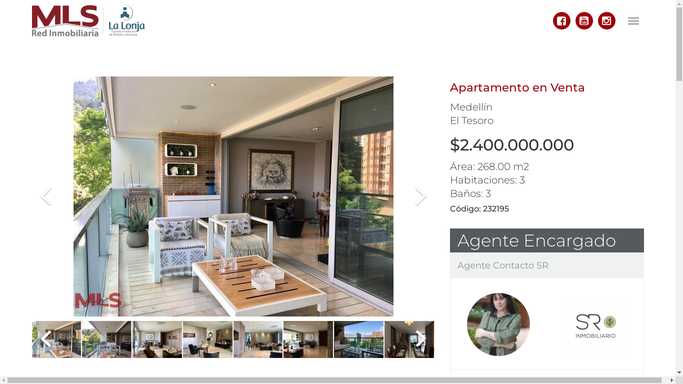 MLS
Red Inmobiliaria
La Lonja
Apartamento en Venta
Medellín
El Tesoro
$2.400.000.000
Área: 268.00 m2
Habitaciones: 3
Baños: 3
Código: 232195
MLS
Agente Encargado
Agente Contacto SR
SR
INMOBILIARIO